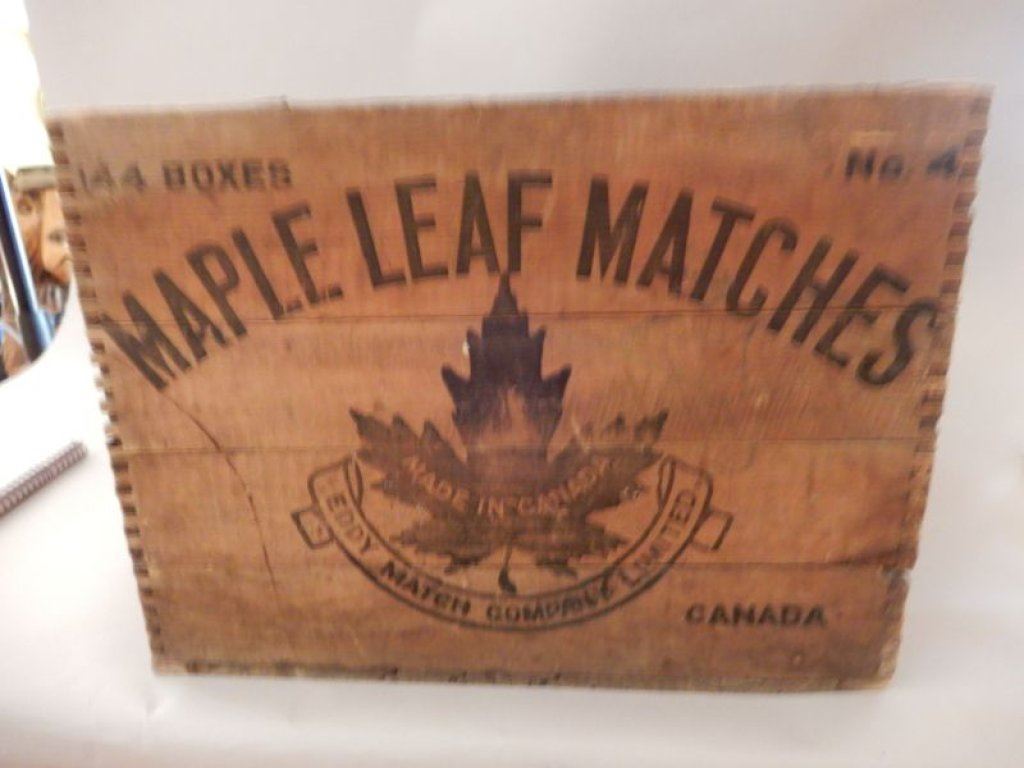 144 BOXES
No. 4
MAPLE LEAF MATCHES
MADE IN CANADA
EDDY MATCH COMPANY LIMITED
CANADA